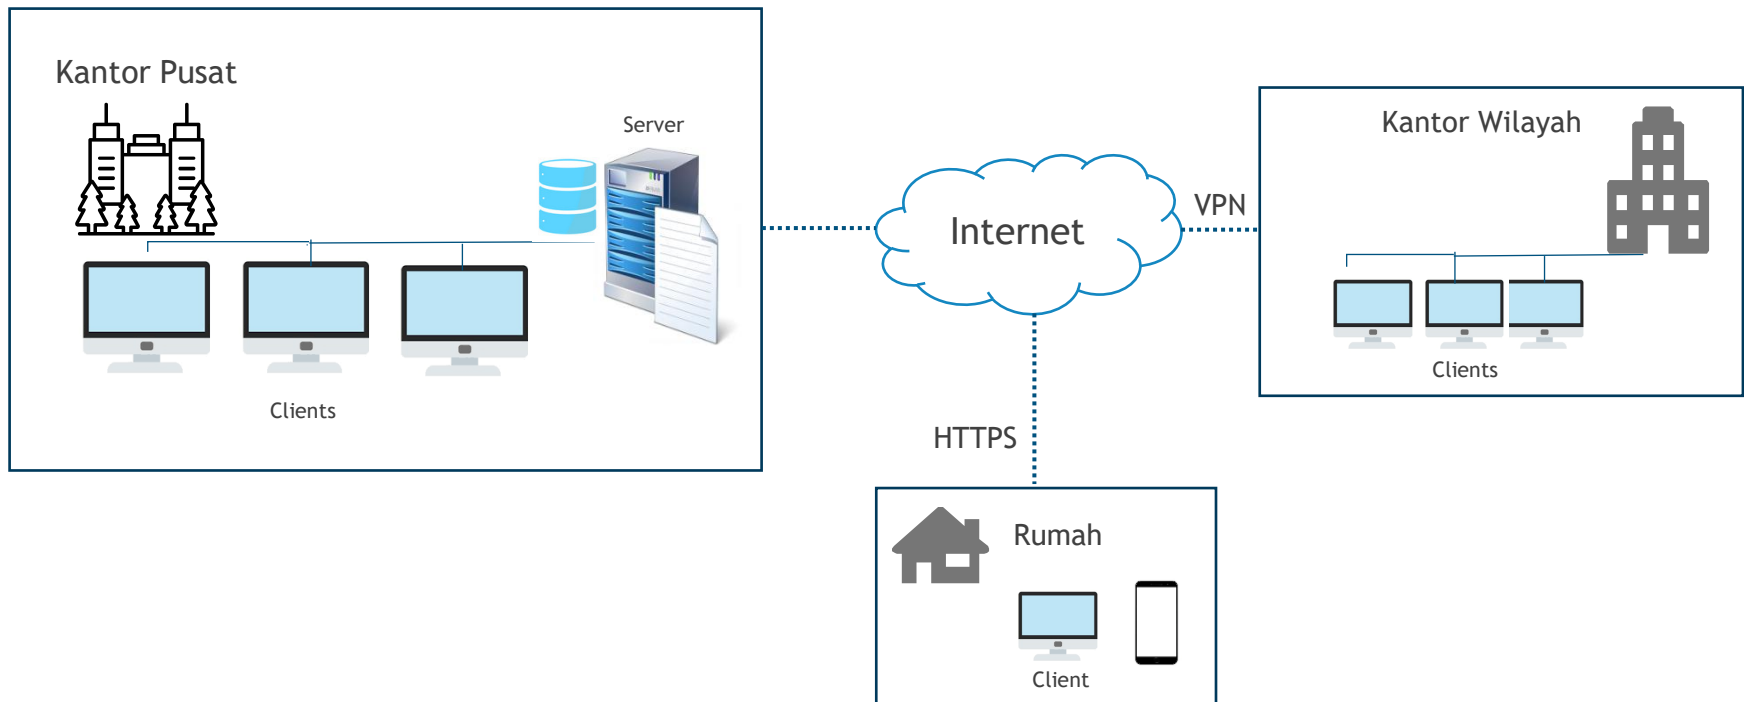 Kantor Pusat
Server
Clients
Internet
VPN
Kantor Wilayah
Clients
HTTPS
Rumah
Client